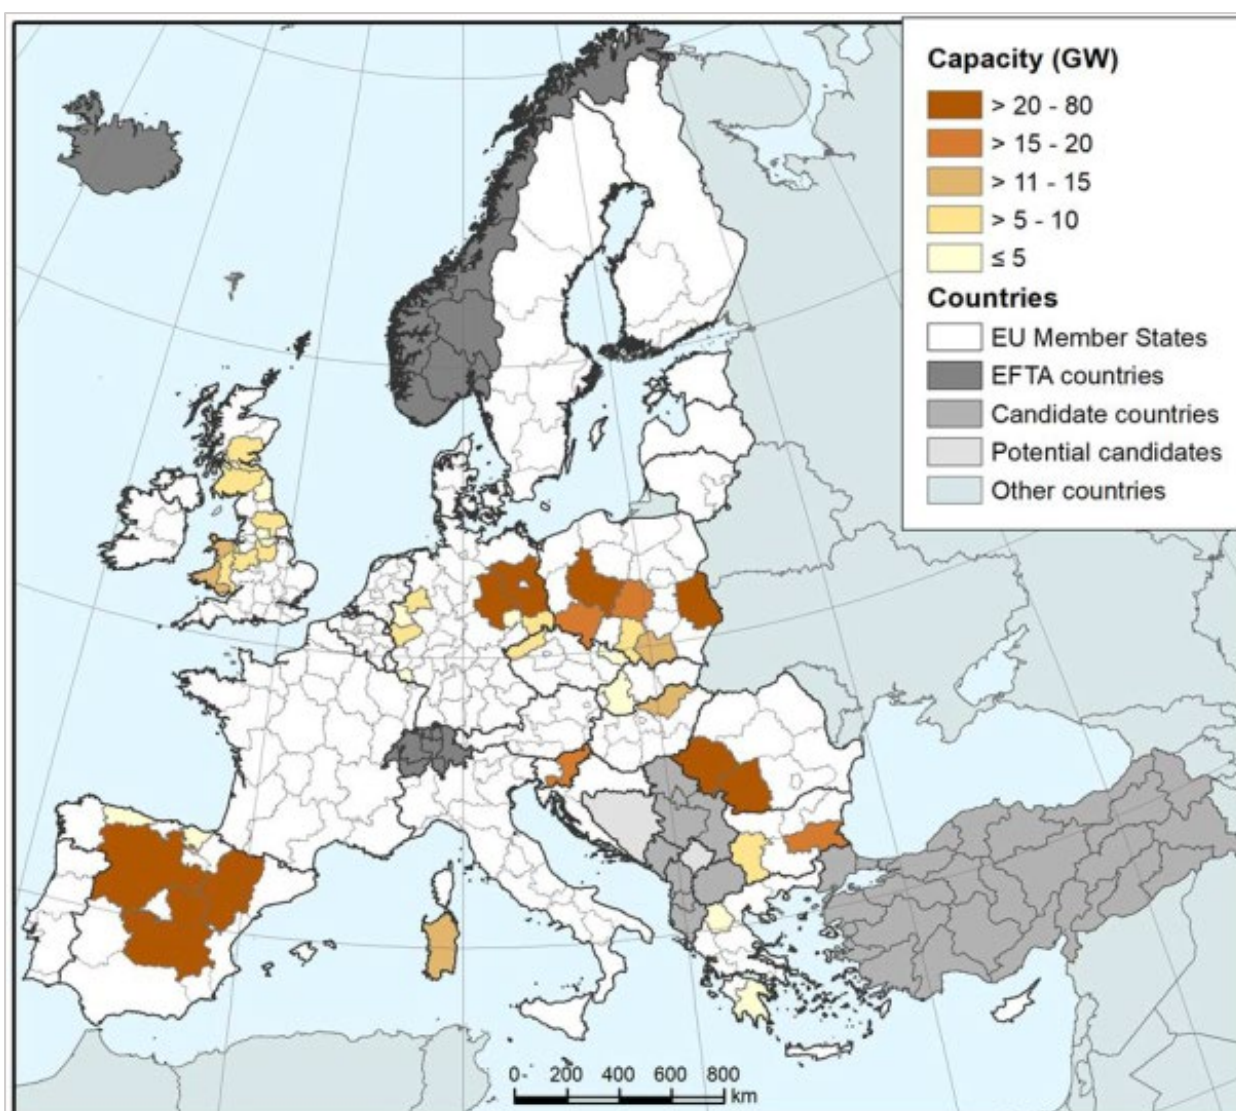 Capacity (GW)
> 20 - 80
> 15 - 20
> 11 - 15
> 5 - 10
≤ 5
Countries
EU Member States
EFTA countries
Candidate countries
Potential candidates
Other countries
0 200 400 600 800
km